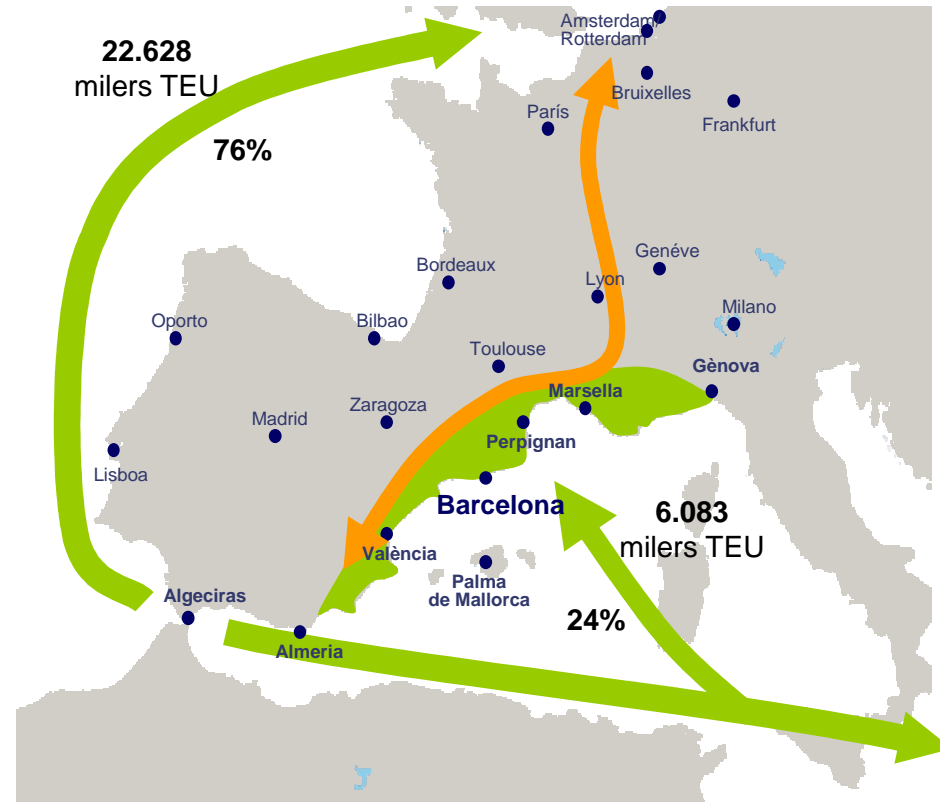 22.628
milers TEU
76%
Amsterdam/
Rotterdam
Bruixelles
París
Frankfurt
Bordeaux
Genéve
Lyon
Oporto
Bilbao
Milano
Toulouse
Gènova
Marsella
Madrid
Zaragoza
Perpignan
Lisboa
Barcelona
6.083
milers TEU
València
Palma
de Mallorca
Algeciras
24%
Almeria